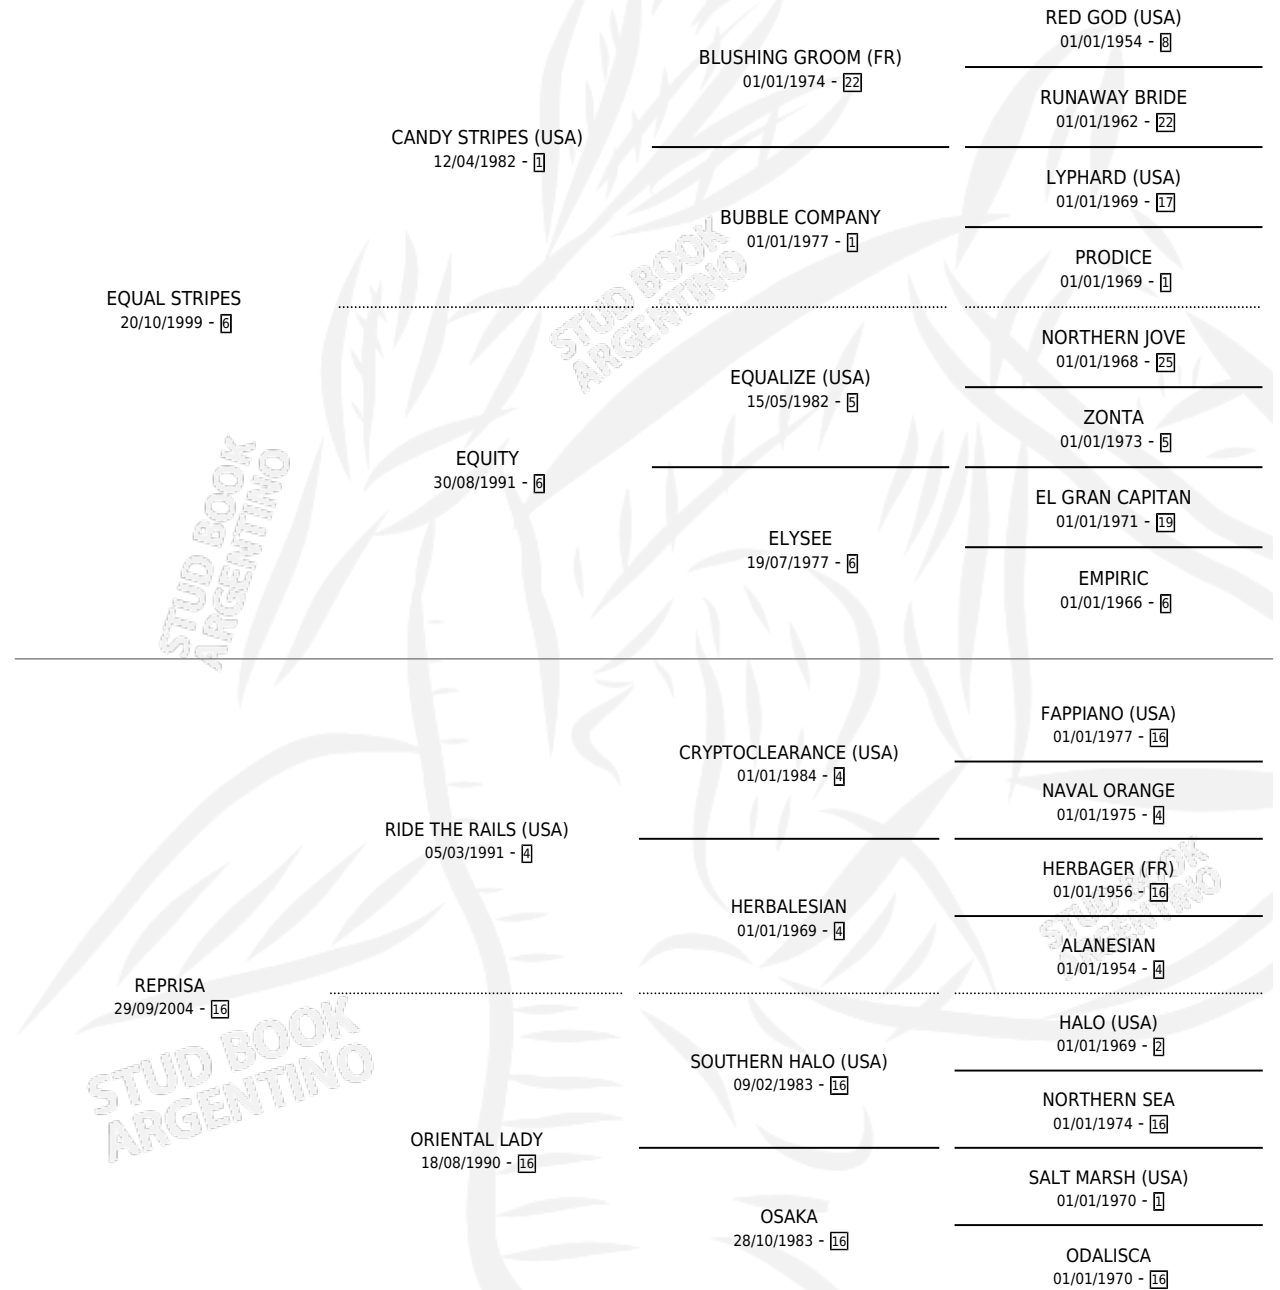 RED GOD (USA)
01/01/1954 - 8
BLUSHING GROOM (FR)
01/01/1974 - 22
RUNAWAY BRIDE
01/01/1962 - 22
CANDY STRIPES (USA)
12/04/1982 - 1
LYPHARD (USA)
01/01/1969 - 17
BUBBLE COMPANY
01/01/1977 - 1
PRODICE
01/01/1969 - 1
EQUAL STRIPES
20/10/1999 - 6
STUD BOOK
ARGENTINO
NORTHERN JOVE
01/01/1968 - 25
EQUALIZE (USA)
15/05/1982 - 5
ZONTA
01/01/1973 - 5
EQUITY
30/08/1991 - 6
EL GRAN CAPITAN
01/01/1971 - 19
ELYSEE
19/07/1977 - 6
EMPIRIC
01/01/1966 - 6
STUD BOOK
ARGENTINO
FAPPIANO (USA)
01/01/1977 - 16
CRYPTOCLEARANCE (USA)
01/01/1984 - 4
NAVAL ORANGE
01/01/1975 - 4
RIDE THE RAILS (USA)
05/03/1991 - 4
HERBAGER (FR)
01/01/1956 - 16
HERBALESIAN
01/01/1969 - 4
STUD BOOK
ARGENTINO
ALANESIAN
01/01/1954 - 4
REPRISA
29/09/2004 - 16
STUD BOOK
ARGENTINO
HALO (USA)
01/01/1969 - 2
SOUTHERN HALO (USA)
09/02/1983 - 16
NORTHERN SEA
01/01/1974 - 16
ORIENTAL LADY
18/08/1990 - 16
SALT MARSH (USA)
01/01/1970 - 1
OSAKA
28/10/1983 - 16
ODALISCA
01/01/1970 - 16